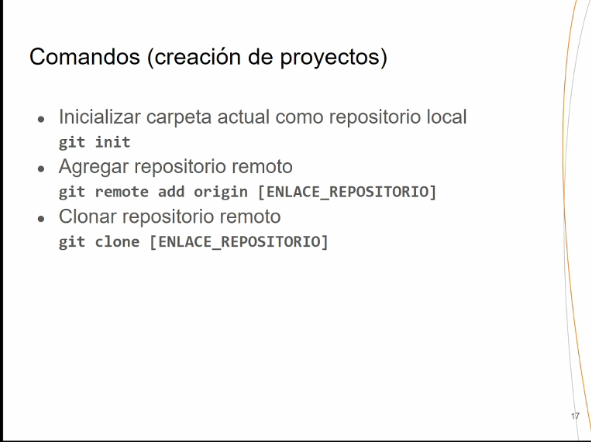 Comandos (creación de proyectos)
● Inicializar carpeta actual como repositorio local
git init
● Agregar repositorio remoto
git remote add origin [ENLACE_REPOSITORIO]
● Clonar repositorio remoto
git clone [ENLACE_REPOSITORIO]
17